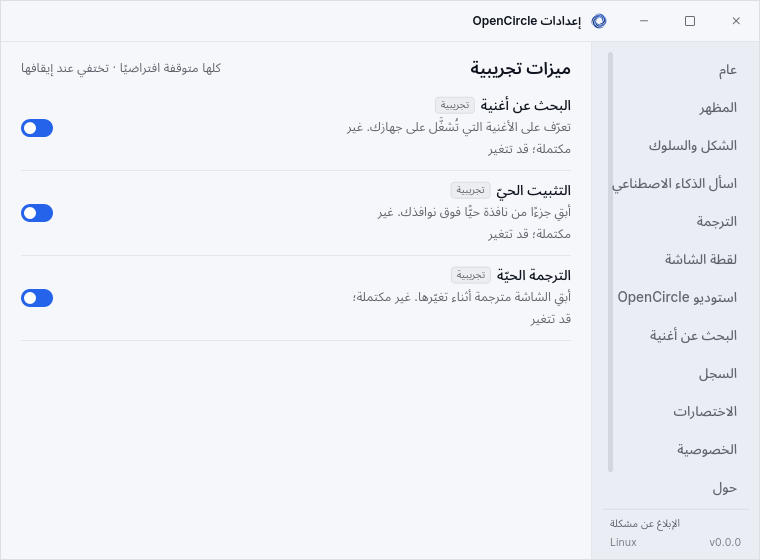 إعدادات OpenCircle
عام
المظهر
الشكل والسلوك
اسأل الذكاء الاصطناعي
الترجمة
لقطة الشاشة
استوديو OpenCircle
البحث عن أغنية
السجل
الاختصارات
الخصوصية
حول
الإبلاغ عن مشكلة
v0.0.0
Linux
ميزات تجريبية
كلها متوقفة افتراضيًا · تختفي عند إيقافها
البحث عن أغنية تجريبية
تعرّف على الأغنية التي تُشغَّل على جهازك. غير
مكتملة؛ قد تتغير
التثبيت الحيّ تجريبية
أبقِ جزءًا من نافذة حيًّا فوق نوافذك. غير
مكتملة؛ قد تتغير
الترجمة الحيّة تجريبية
أبقِ الشاشة مترجمة أثناء تغيّرها. غير مكتملة؛
قد تتغير